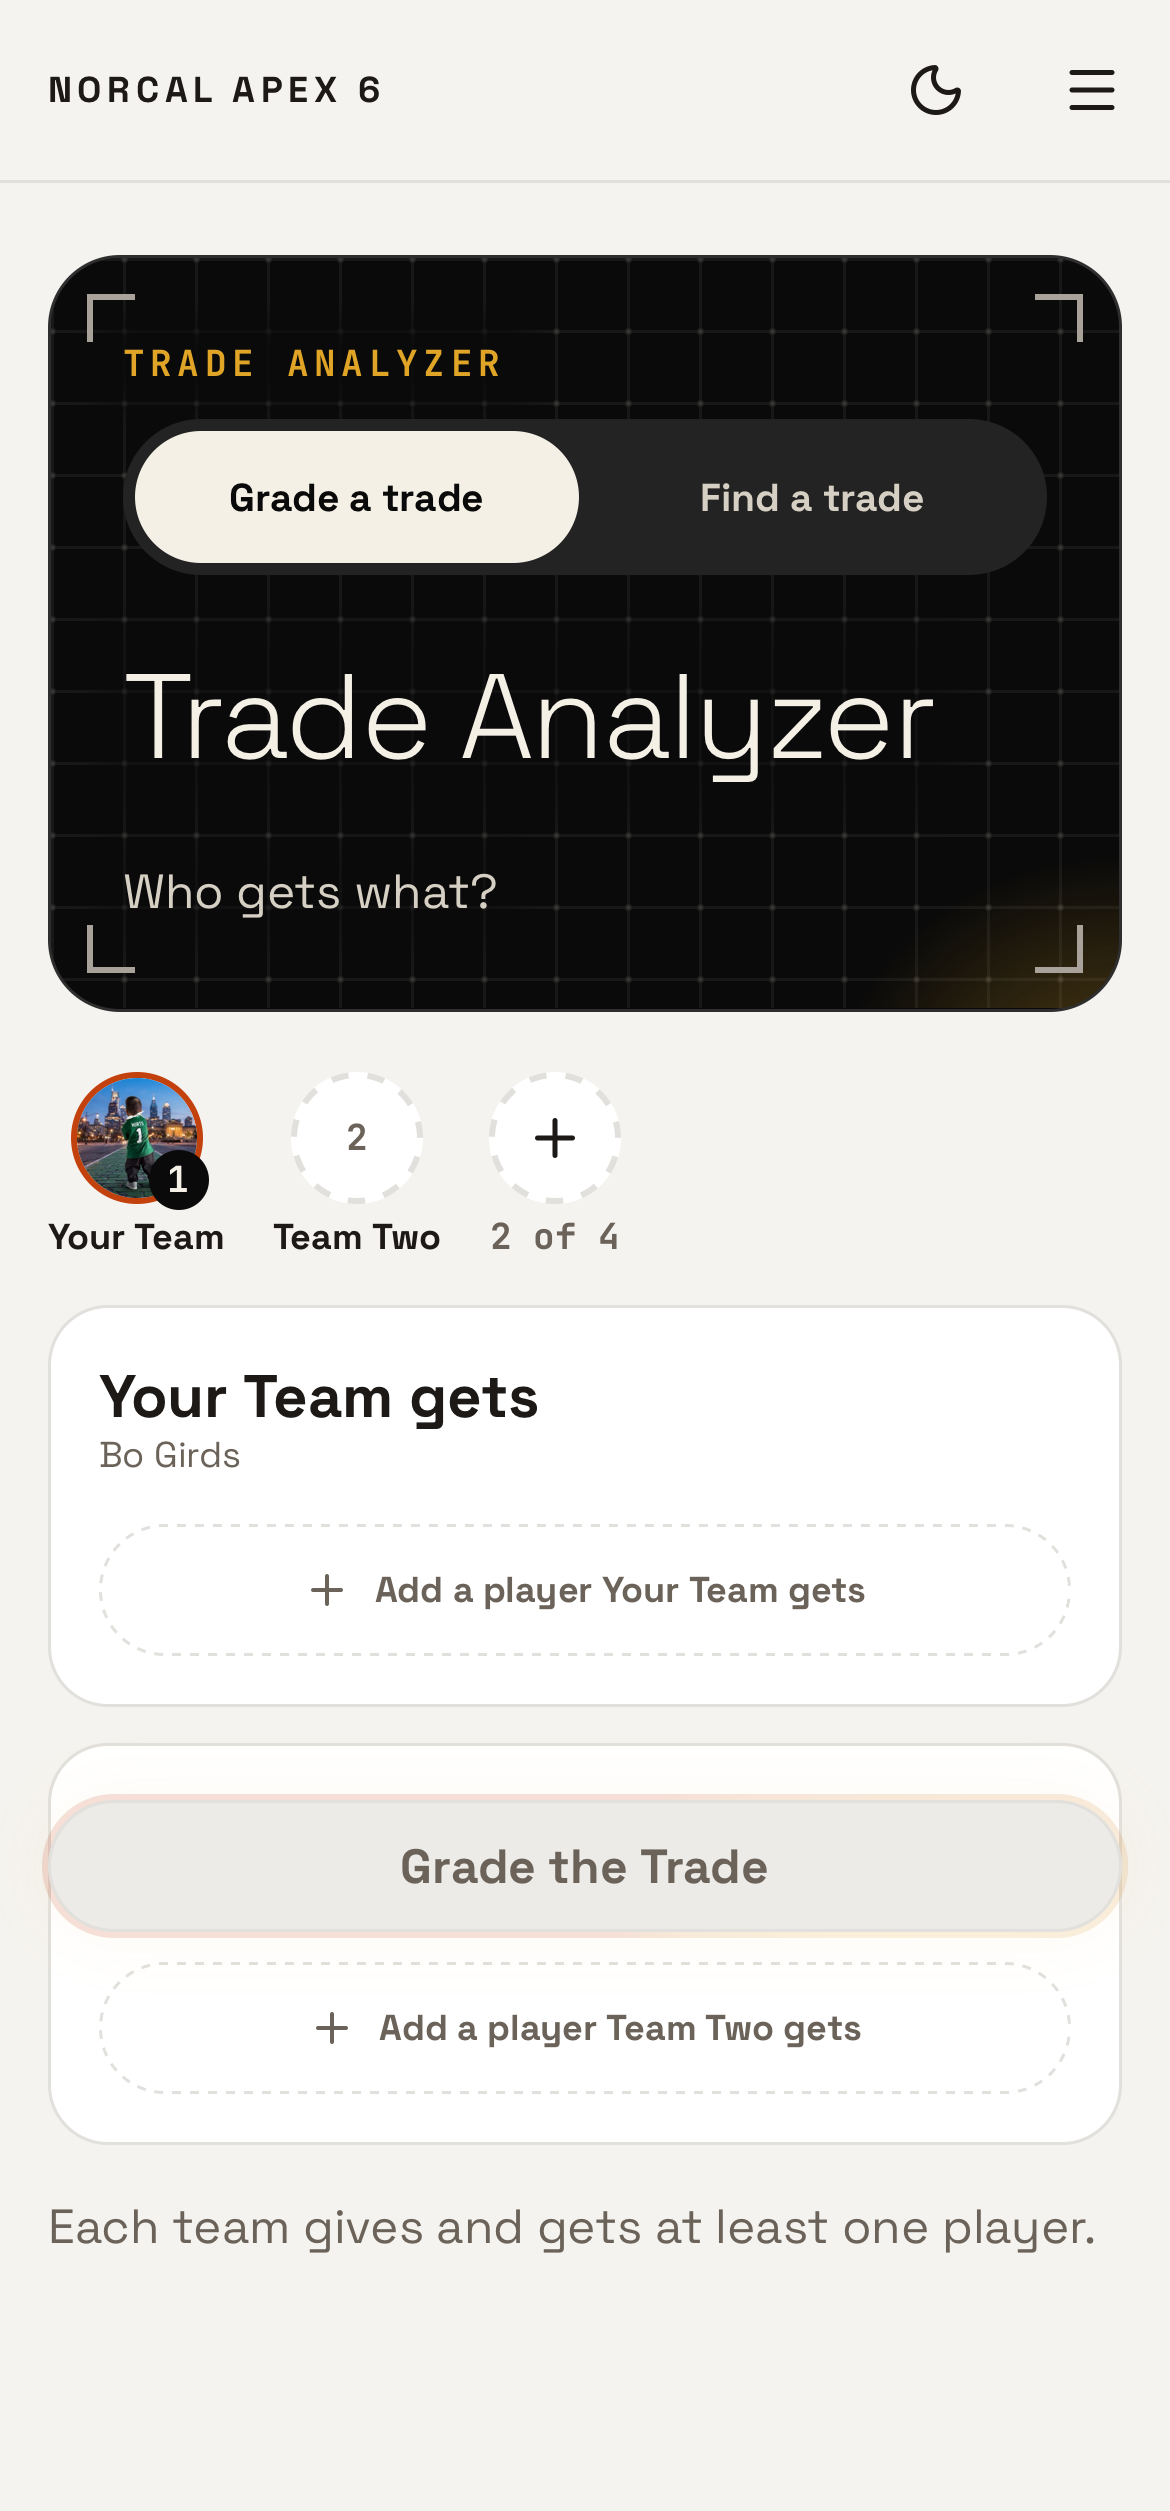 NORCAL APEX 6
TRADE ANALYZER
Grade a trade
Find a trade
Trade Analyzer
Who gets what?
1
2
Your Team
Team Two
2 of 4
Your Team gets
Bo Girds
Add a player Your Team gets
Grade the Trade
Add a player Team Two gets
Each team gives and gets at least one player.